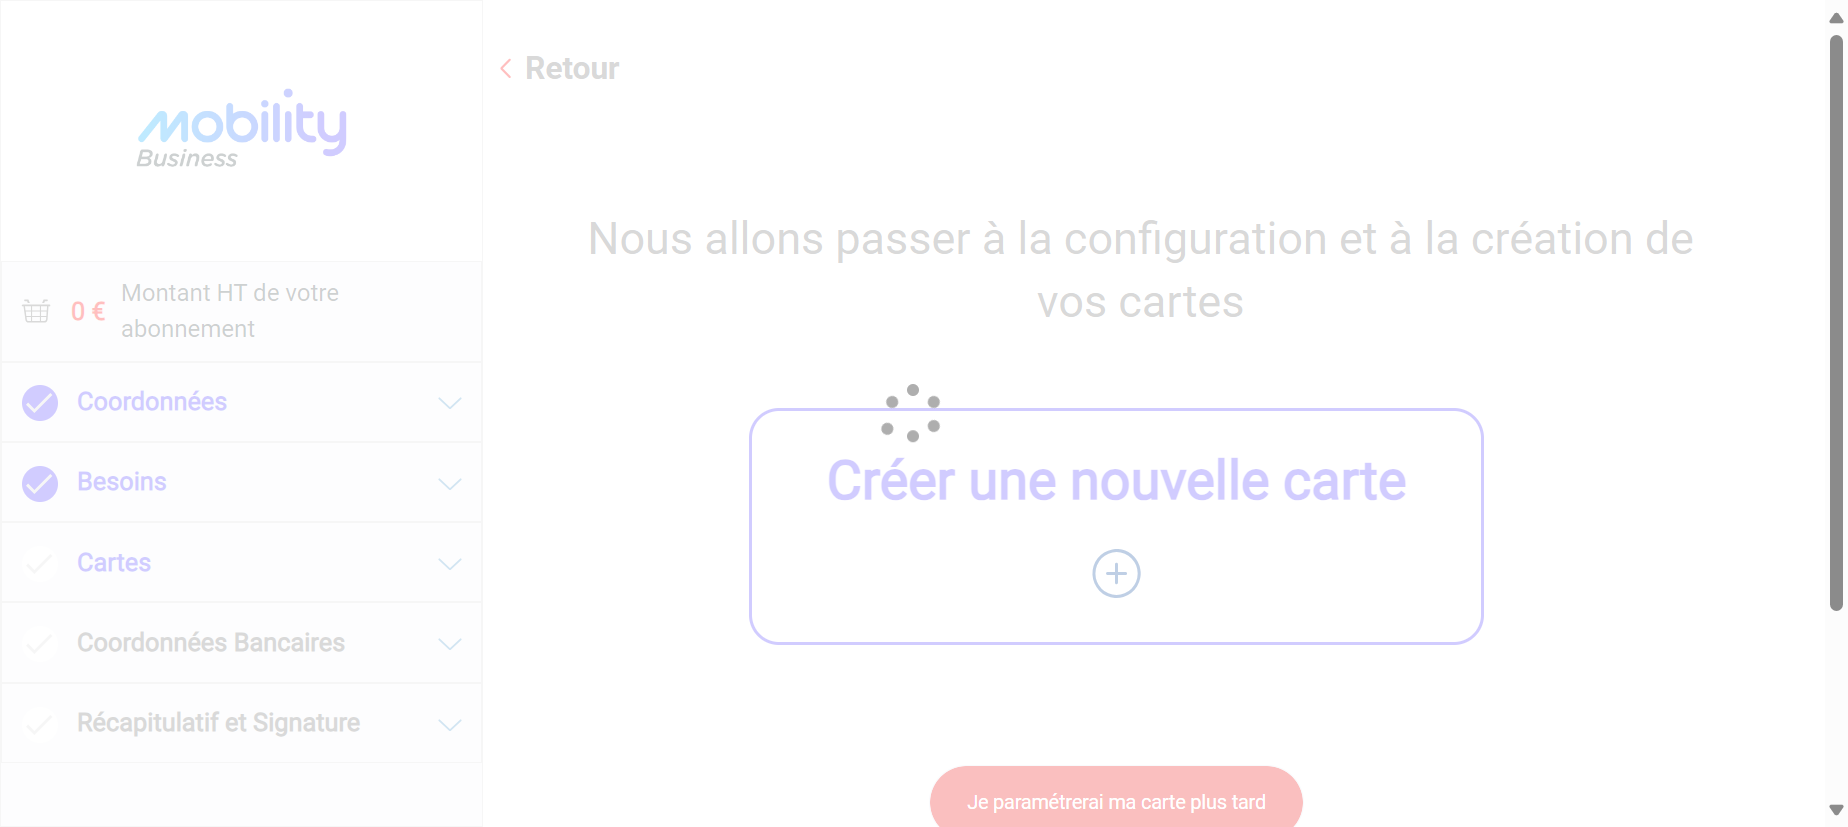 mobility
Business
0 €
Montant HT de votre
abonnement
Coordonnées
Besoins
Cartes
Coordonnées Bancaires
Récapitulatif et Signature
Retour
Nous allons passer à la configuration et à la création de
vos cartes
Créer une nouvelle carte
Je paramétrerai ma carte plus tard